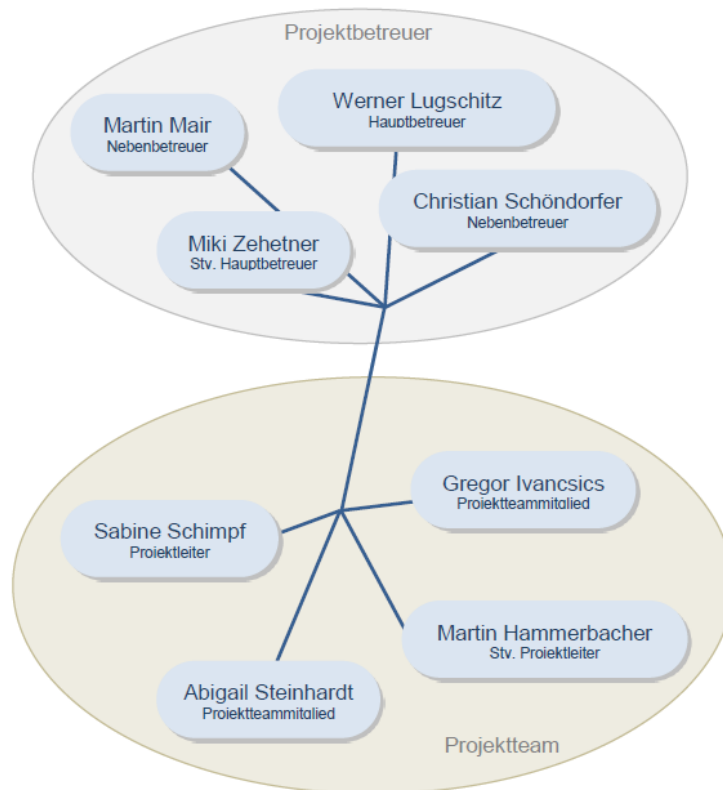 Projektbetreuer
Werner Lugschitz
Hauptbetreuer
Martin Mair
Nebenbetreuer
Christian Schöndorfer
Nebenbetreuer
Miki Zehetner
Stv. Hauptbetreuer
Gregor Ivancsics
Projektteammitglied
Sabine Schimpf
Projektleiter
Martin Hammerbacher
Stv. Projektleiter
Abigail Steinhardt
Projektteammitglied
Projektteam